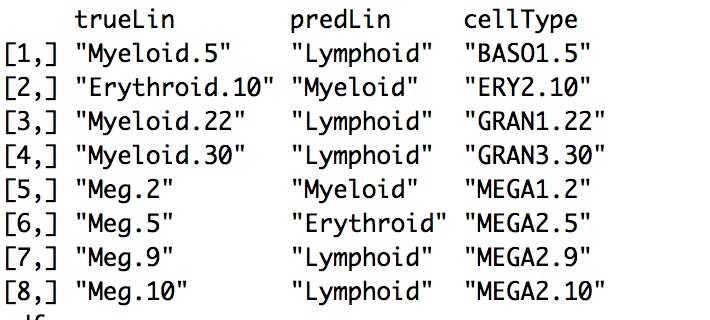 trueLin predLin cellType
[1,] "Myeloid.5" "Lymphoid" "BASO1.5"
[2,] "Erythroid.10" "Myeloid" "ERY2.10"
[3,] "Myeloid.22" "Lymphoid" "GRAN1.22"
[4,] "Myeloid.30" "Lymphoid" "GRAN3.30"
[5,] "Meg.2" "Myeloid" "MEGA1.2"
[6,] "Meg.5" "Erythroid" "MEGA2.5"
[7,] "Meg.9" "Lymphoid" "MEGA2.9"
[8,] "Meg.10" "Lymphoid" "MEGA2.10"